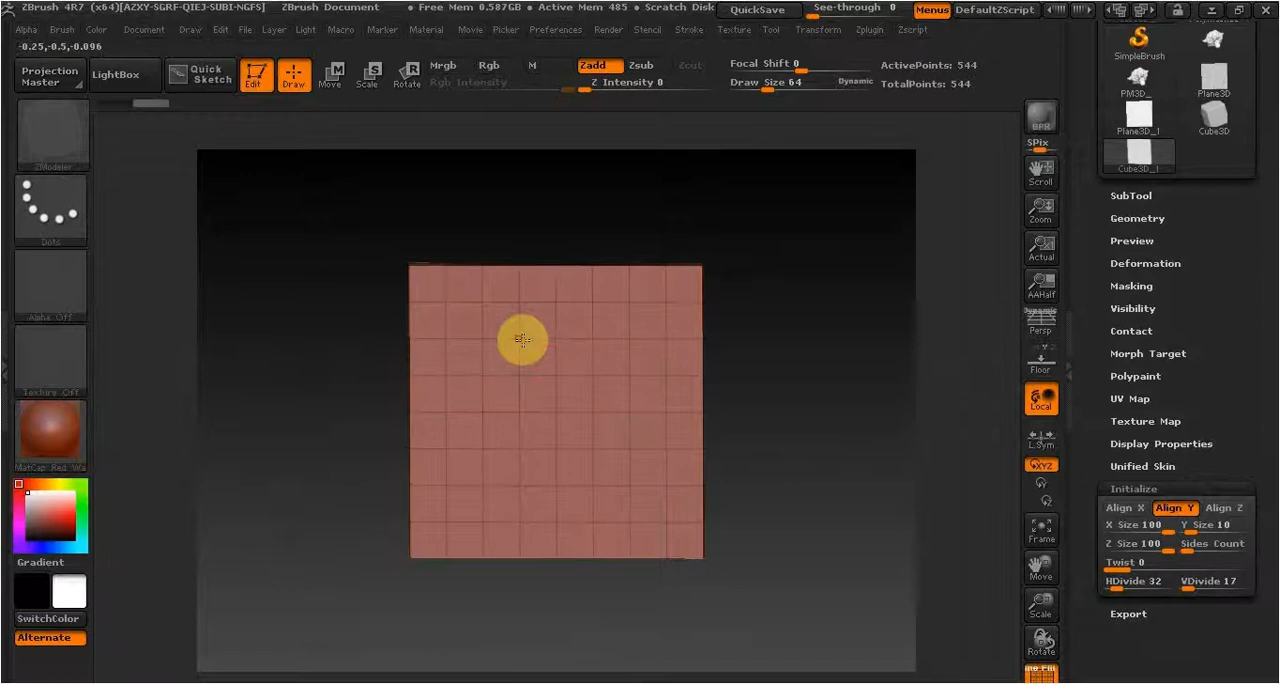 ZBrush 4R7 (x64)[AZXY-SGRF-QIEJ-SUBI-NGFS] ZBrush Document • Free Mem 0.587GB • Active Mem 485 • Scratch Disk QuickSave See-through 0 Menus DefaultZScript
Alpha Brush Color Document Draw Edit File Layer Light Macro Marker Material Movie Picker Preferences Render Stencil Stroke Texture Tool Transform Zplugin Zscript
-0.25,-0.5,-0.096
Projection Master
LightBox
Quick Sketch
Edit
Draw
Move
Scale
Rotate
Mrgb Rgb M
Rgb Intensity
Zadd Zsub Zcut
Z Intensity 0
Focal Shift 0
Draw Size 64 Dynamic
ActivePoints: 544
TotalPoints: 544
ZModeler
Dots
Alpha Off
Texture Off
MatCap Red Wa
Gradient
SwitchColor
Alternate
BPR
SPix
Scroll
Zoom
Actual
AAHalf
Dynamic
Persp
Floor
Local
L.Sym
XYZ
Frame
Move
Scale
Rotate
SimpleBrush
PM3D_ Plane3D
Plane3D_1 Cube3D
Cube3D_1
SubTool
Geometry
Preview
Deformation
Masking
Visibility
Contact
Morph Target
Polypaint
UV Map
Texture Map
Display Properties
Unified Skin
Initialize
Align X Align Y Align Z
X Size 100 Y Size 10
Z Size 100 Sides Count
Twist 0
HDivide 32 VDivide 17
Export